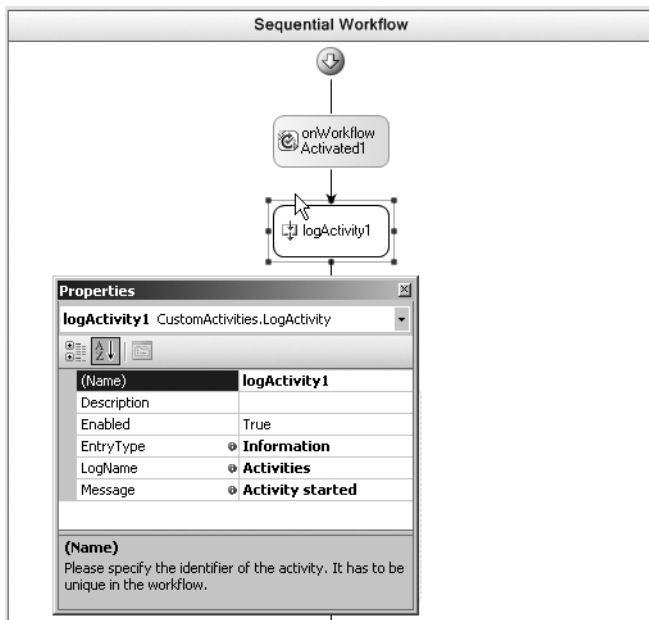 Sequential Workflow
onWorkflow
Activated1
logActivity1
Properties
logActivity1 CustomActivities.LogActivity
(Name) logActivity1
Description
Enabled True
EntryType Information
LogName Activities
Message Activity started
(Name)
Please specify the identifier of the activity. It has to be
unique in the workflow.